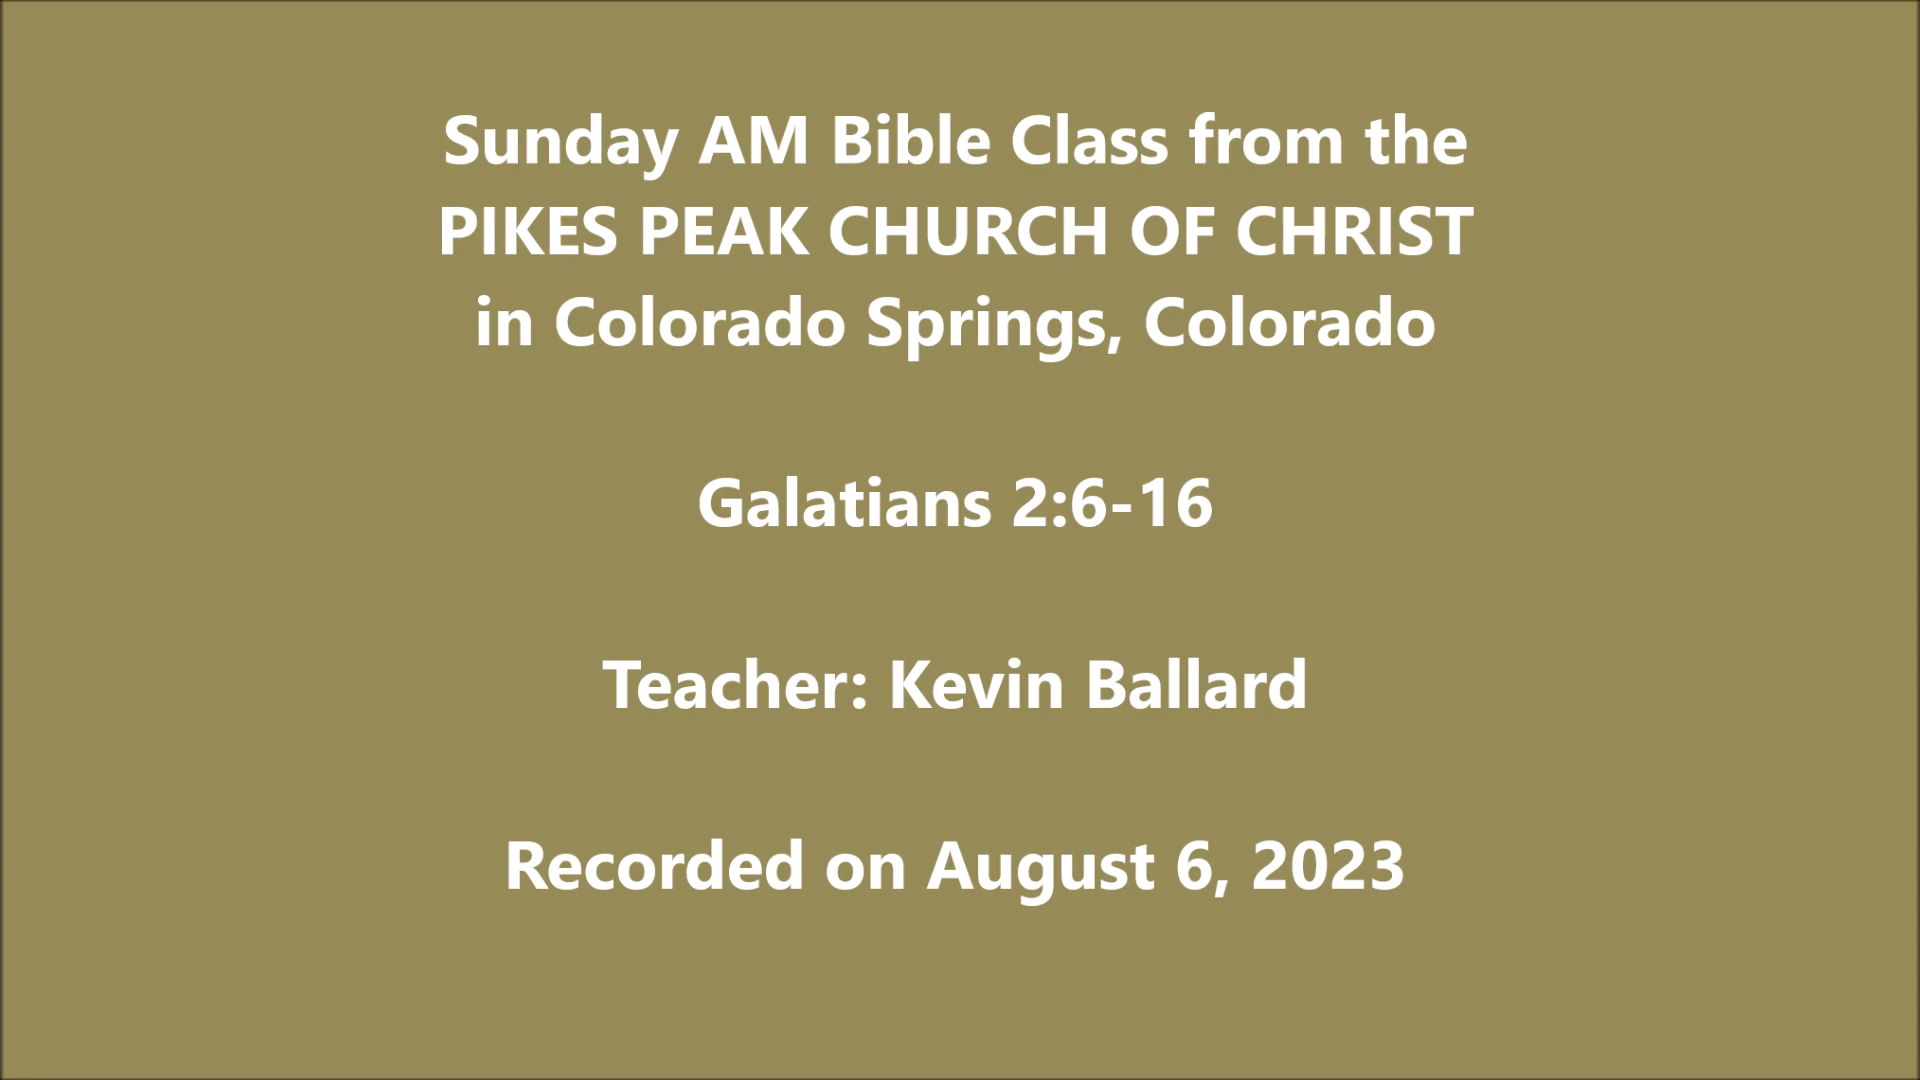 Sunday AM Bible Class from the
PIKES PEAK CHURCH OF CHRIST
in Colorado Springs, Colorado
Galatians 2:6-16
Teacher: Kevin Ballard
Recorded on August 6, 2023